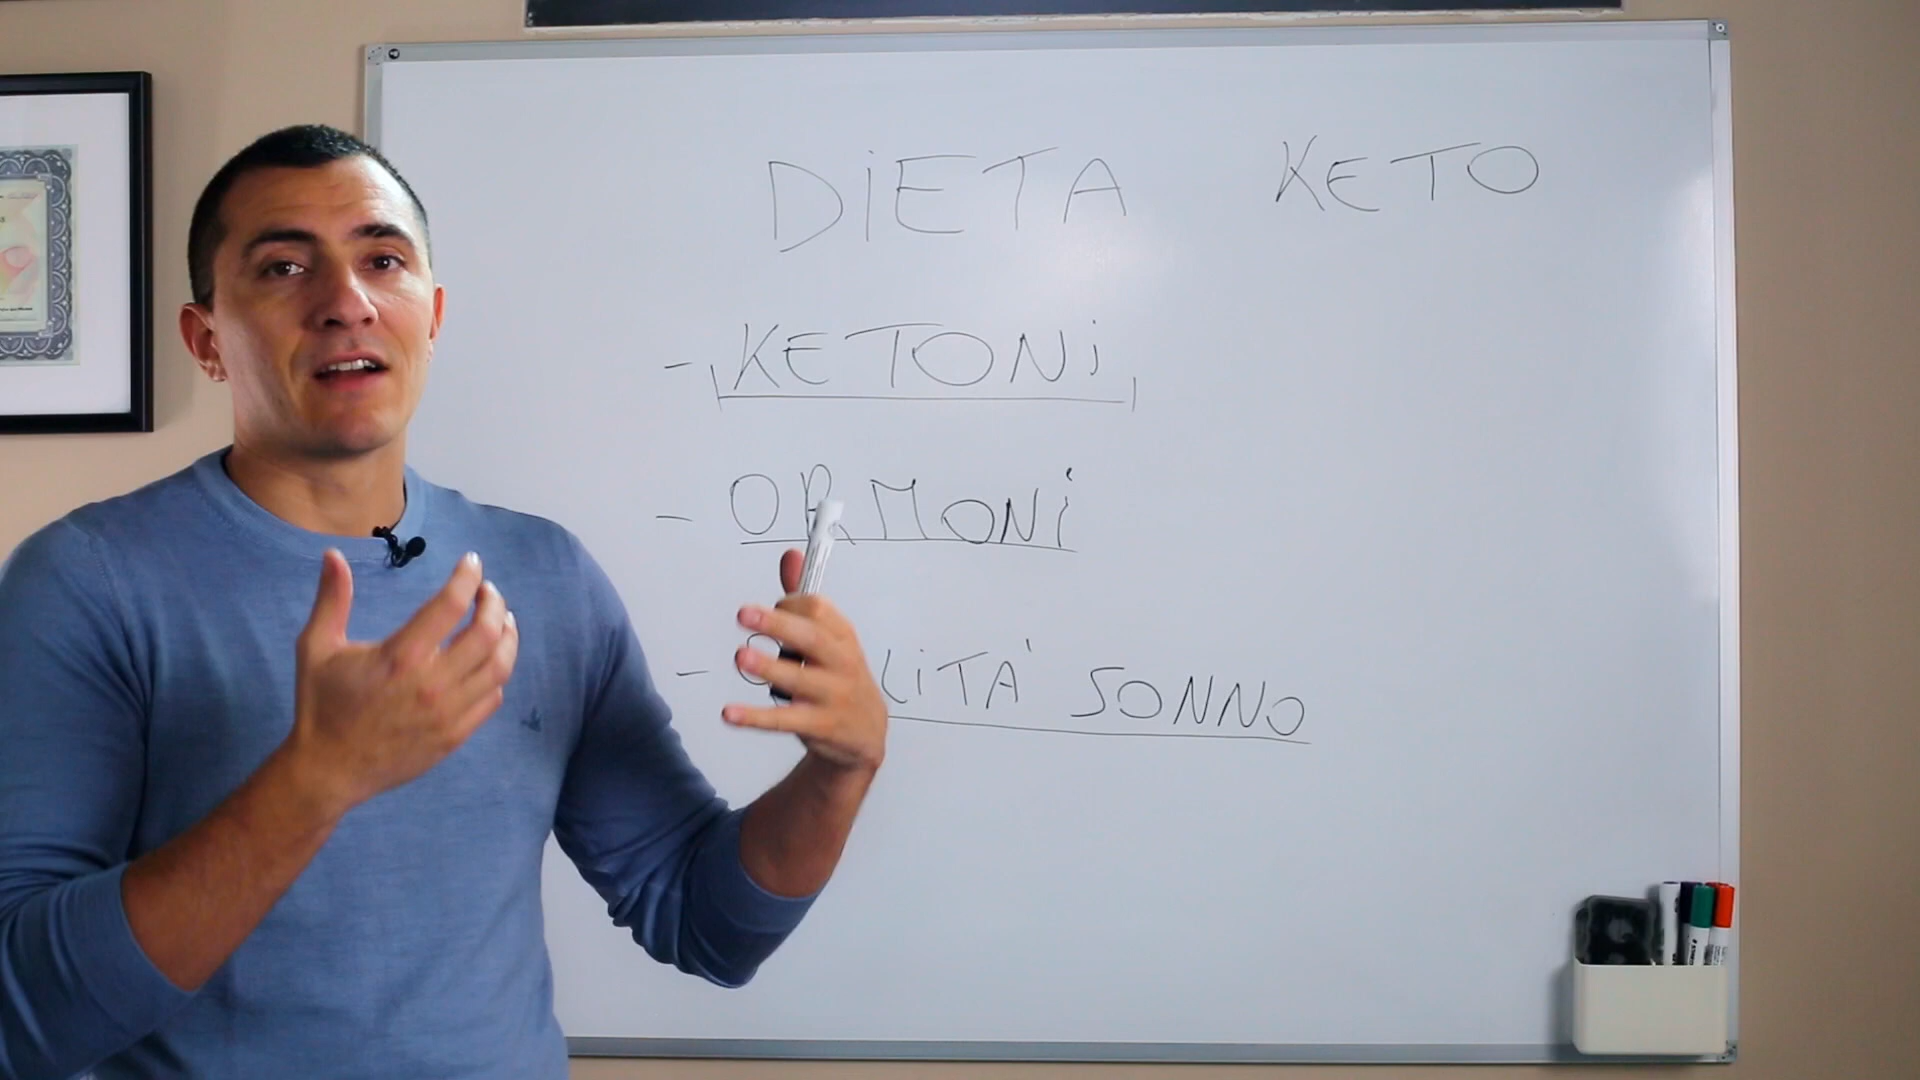 DiETA KETO
- KETONi
- ORMONi
- SONNO